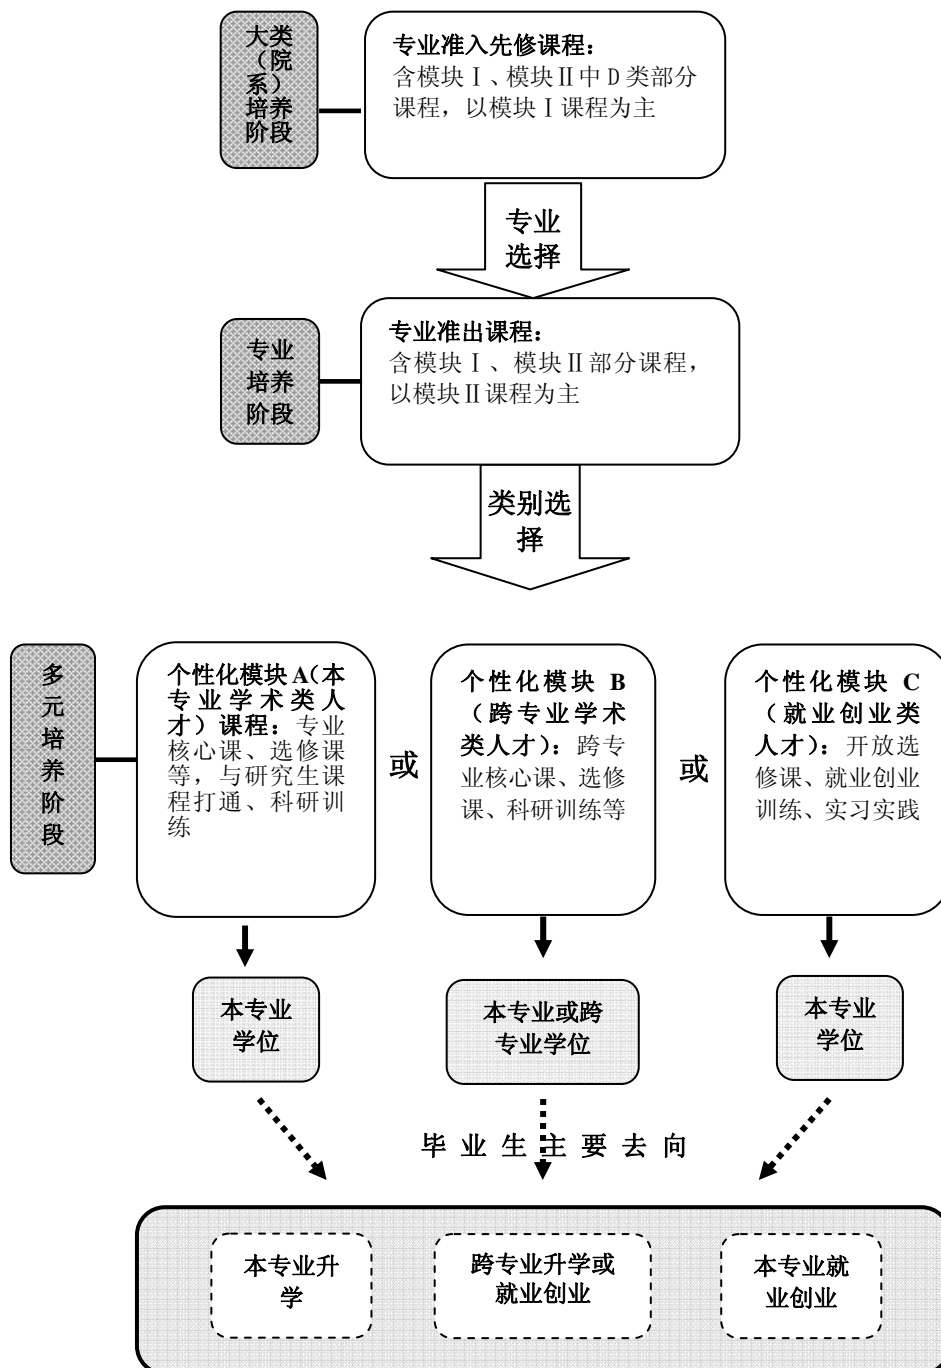 大类
（院
系）
培养
阶段
专业准入先修课程：
含模块Ⅰ、模块Ⅱ中 D 类部分
课程，以模块Ⅰ课程为主
专业
选择
专业
培养
阶段
专业准出课程：
含模块Ⅰ、模块Ⅱ部分课程，
以模块Ⅱ课程为主
类别选
择
多
元
培
养
阶
段
个性化模块 A（本
专业学术类人
才）课程：专业
核心课、选修课
等，与研究生课
程打通、科研训
练
或
个性化模块 B
（跨专业学术
类人才）：跨专
业核心课、选修
课、科研训练等
或
个性化模块 C
（就业创业类
人才）：开放选
修课、就业创业
训练、实习实践
本专业
学位
本专业或跨
专业学位
本专业
学位
毕业生主要去向
本专业升
学
跨专业升学或
就业创业
本专业就
业创业